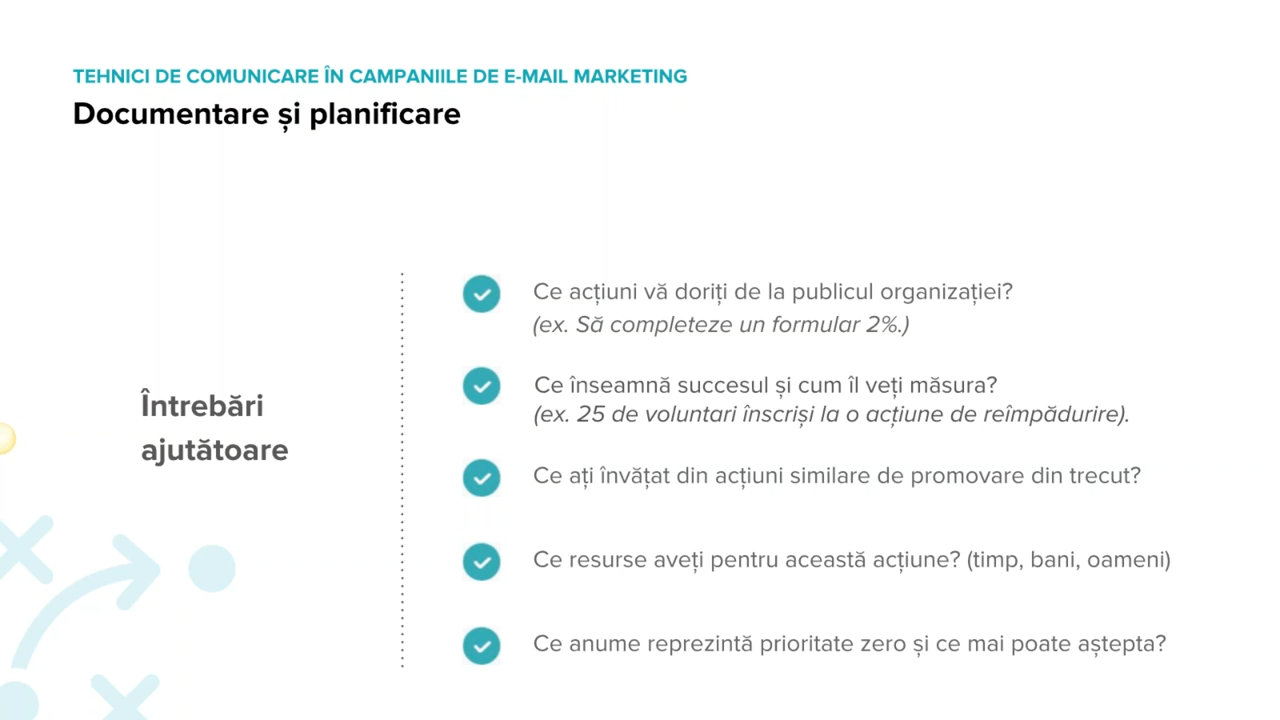 TEHNICI DE COMUNICARE ÎN CAMPANIILE DE E-MAIL MARKETING
Documentare și planificare
Întrebări
ajutătoare
Ce acțiuni vă doriți de la publicul organizației?
(ex. Să completeze un formular 2%.)
Ce înseamnă succesul și cum îl veți măsura?
(ex. 25 de voluntari înscriși la o acțiune de reîmpădurire).
Ce ați învățat din acțiuni similare de promovare din trecut?
Ce resurse aveți pentru această acțiune? (timp, bani, oameni)
Ce anume reprezintă prioritate zero și ce mai poate aștepta?